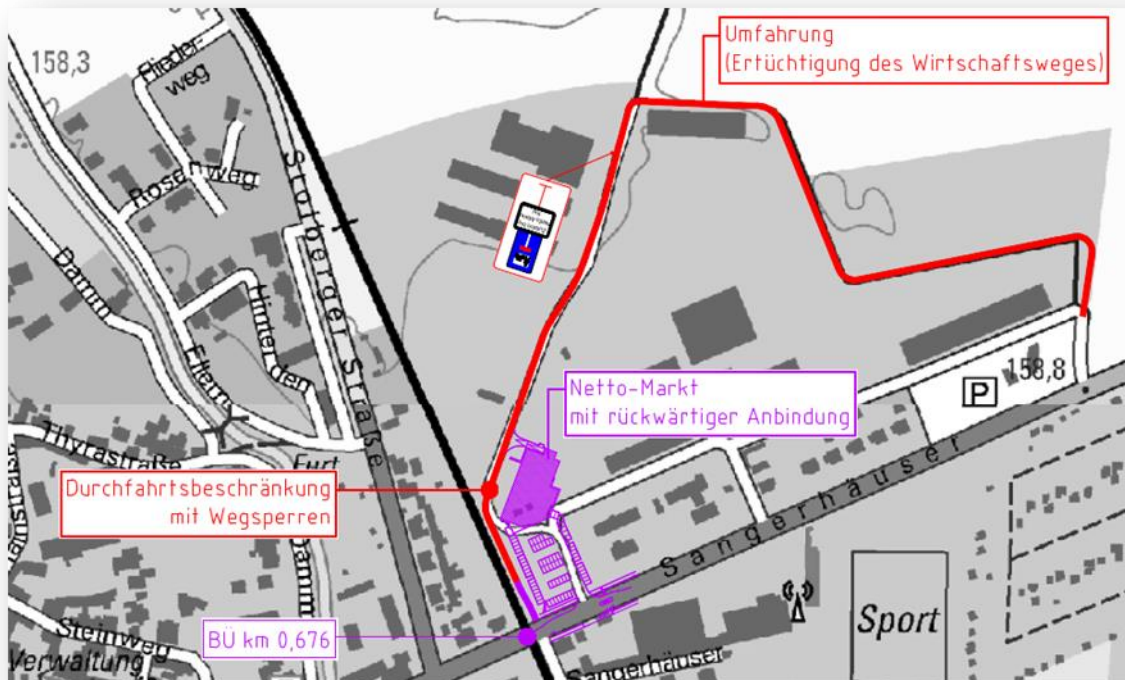 Umfahrung
(Ertüchtigung des Wirtschaftsweges)
158,3
Flieder-
weg
Rosenweg
Stolberger Straße
Damm
Hinter den
Ellern
Netto-Markt
mit rückwärtiger Anbindung
158,8
P
Thyrastraße
Furt
Durchfahrtsbeschränkung
mit Wegsperren
Damm
Sangerhäuser
Sport
BÜ km 0,676
Steinweg
Verwaltung
Sangerhäuser